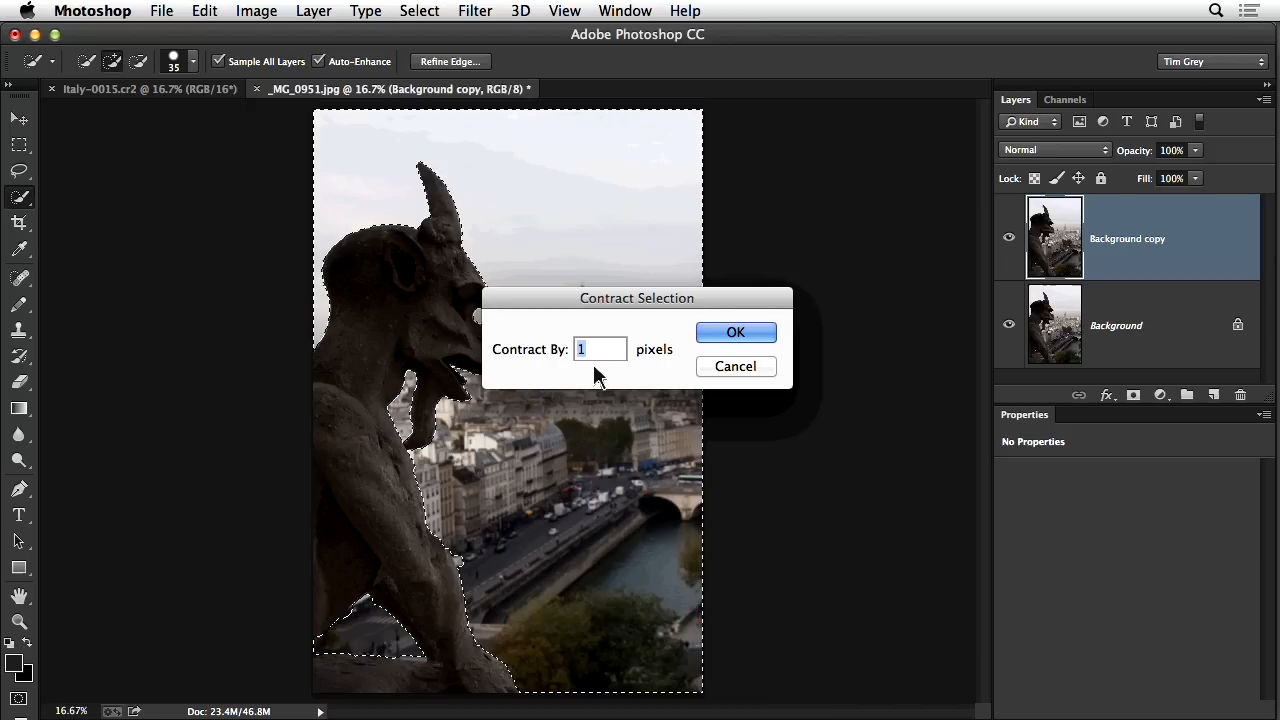 Photoshop File Edit Image Layer Type Select Filter 3D View Window Help
Adobe Photoshop CC
35 Sample All Layers Auto-Enhance Refine Edge... Tim Grey
Italy-0015.cr2 @ 16.7% (RGB/16*) _MG_0951.jpg @ 16.7% (Background copy, RGB/8) *
Layers Channels
Kind
Normal Opacity: 100%
Lock: Fill: 100%
Background copy
Background
Contract Selection
Contract By: 1 pixels
OK
Cancel
Properties
No Properties
16.67% Doc: 23.4M/46.8M